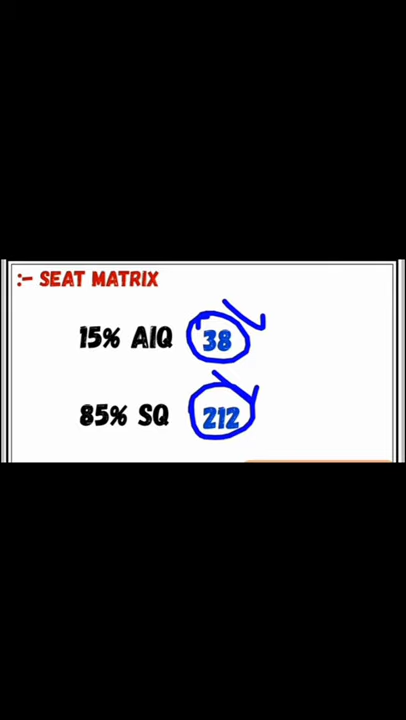 :- SEAT MATRIX
15% AIQ 38
85% SQ 212